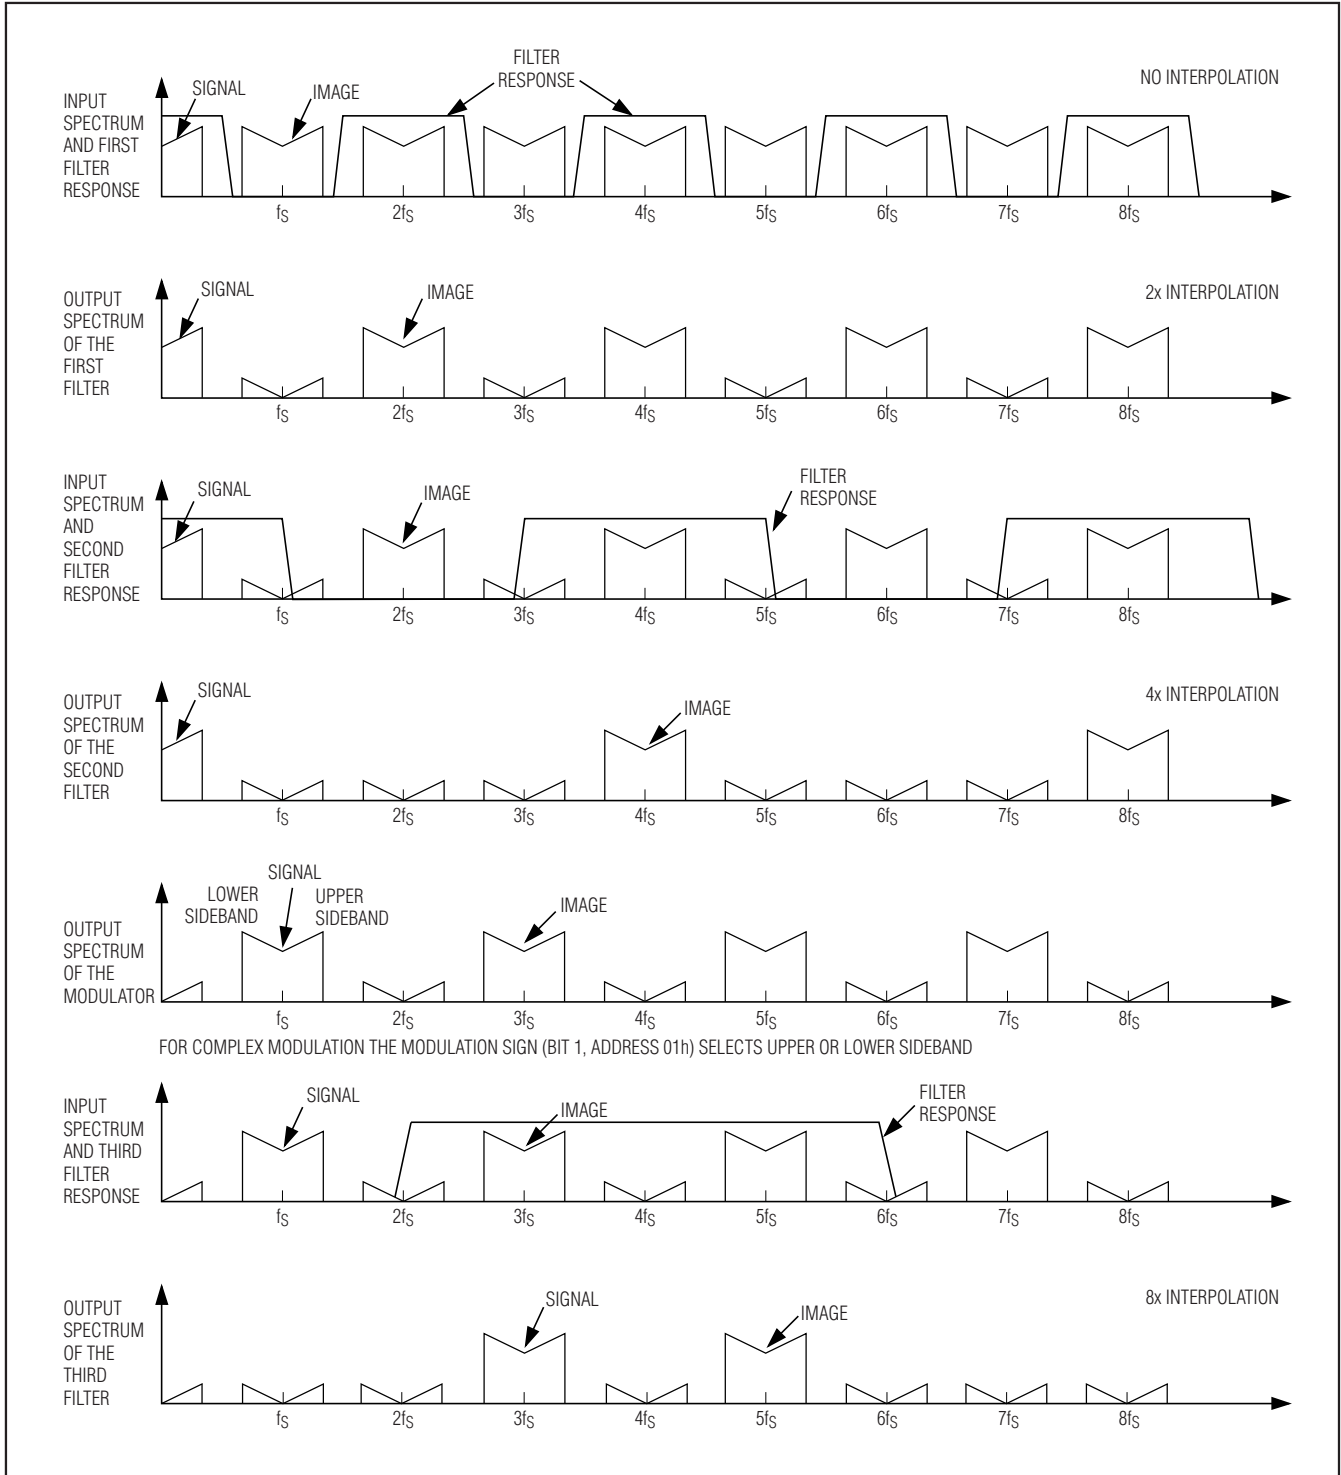 FILTER
RESPONSE
NO INTERPOLATION
SIGNAL
IMAGE
INPUT
SPECTRUM
AND FIRST
FILTER
RESPONSE
fS 2fS 3fS 4fS 5fS 6fS 7fS 8fS
SIGNAL
IMAGE
2x INTERPOLATION
OUTPUT
SPECTRUM
OF THE
FIRST
FILTER
fS 2fS 3fS 4fS 5fS 6fS 7fS 8fS
INPUT
SPECTRUM
AND
SECOND
FILTER
RESPONSE
SIGNAL
IMAGE
FILTER
RESPONSE
fS 2fS 3fS 4fS 5fS 6fS 7fS 8fS
SIGNAL
IMAGE
4x INTERPOLATION
OUTPUT
SPECTRUM
OF THE
SECOND
FILTER
fS 2fS 3fS 4fS 5fS 6fS 7fS 8fS
SIGNAL
LOWER
SIDEBAND
UPPER
SIDEBAND
IMAGE
OUTPUT
SPECTRUM
OF THE
MODULATOR
fS 2fS 3fS 4fS 5fS 6fS 7fS 8fS
FOR COMPLEX MODULATION THE MODULATION SIGN (BIT 1, ADDRESS 01h) SELECTS UPPER OR LOWER SIDEBAND
INPUT
SPECTRUM
AND THIRD
FILTER
RESPONSE
SIGNAL
IMAGE
FILTER
RESPONSE
fS 2fS 3fS 4fS 5fS 6fS 7fS 8fS
SIGNAL
IMAGE
8x INTERPOLATION
OUTPUT
SPECTRUM
OF THE
THIRD
FILTER
fS 2fS 3fS 4fS 5fS 6fS 7fS 8fS